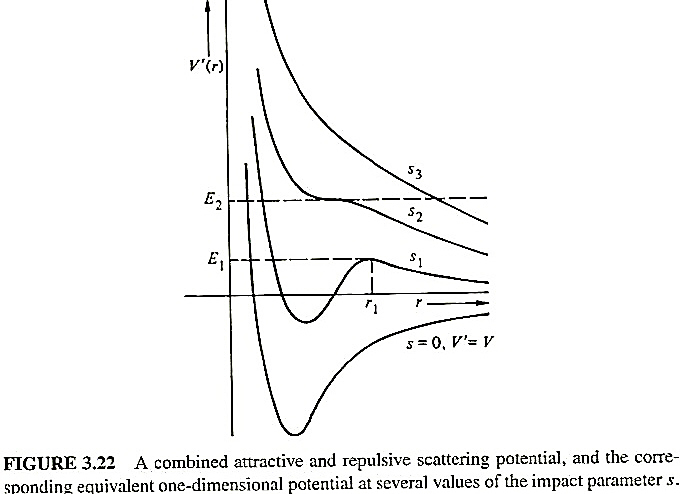 V'(r)
s₃
E₂
s₂
E₁
s₁
r₁
r
s = 0, V' = V
FIGURE 3.22 A combined attractive and repulsive scattering potential, and the corre-
sponding equivalent one-dimensional potential at several values of the impact parameter s.